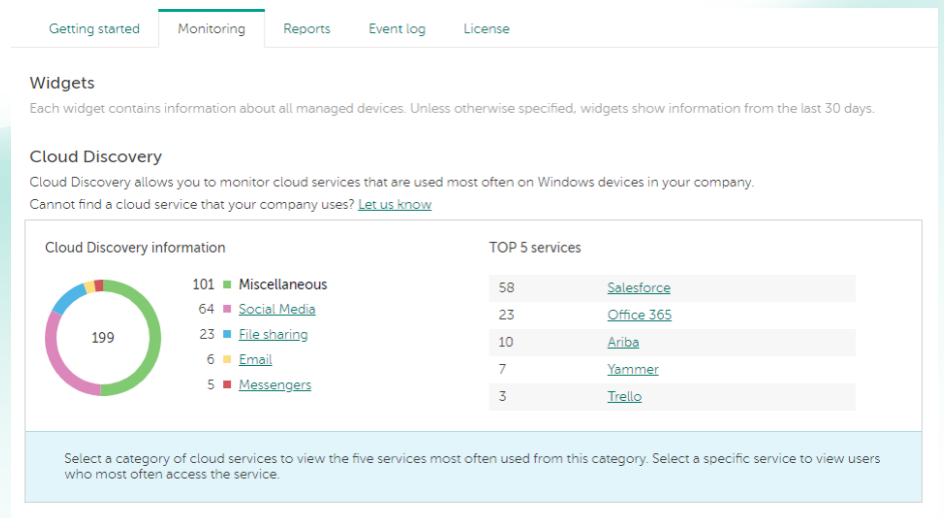 Getting started Monitoring Reports Event log License
Widgets
Each widget contains information about all managed devices. Unless otherwise specified, widgets show information from the last 30 days.
Cloud Discovery
Cloud Discovery allows you to monitor cloud services that are used most often on Windows devices in your company.
Cannot find a cloud service that your company uses? Let us know
Cloud Discovery information
199
101 Miscellaneous
64 Social Media
23 File sharing
6 Email
5 Messengers
TOP 5 services
58 Salesforce
23 Office 365
10 Ariba
7 Yammer
3 Trello
Select a category of cloud services to view the five services most often used from this category. Select a specific service to view users
who most often access the service.